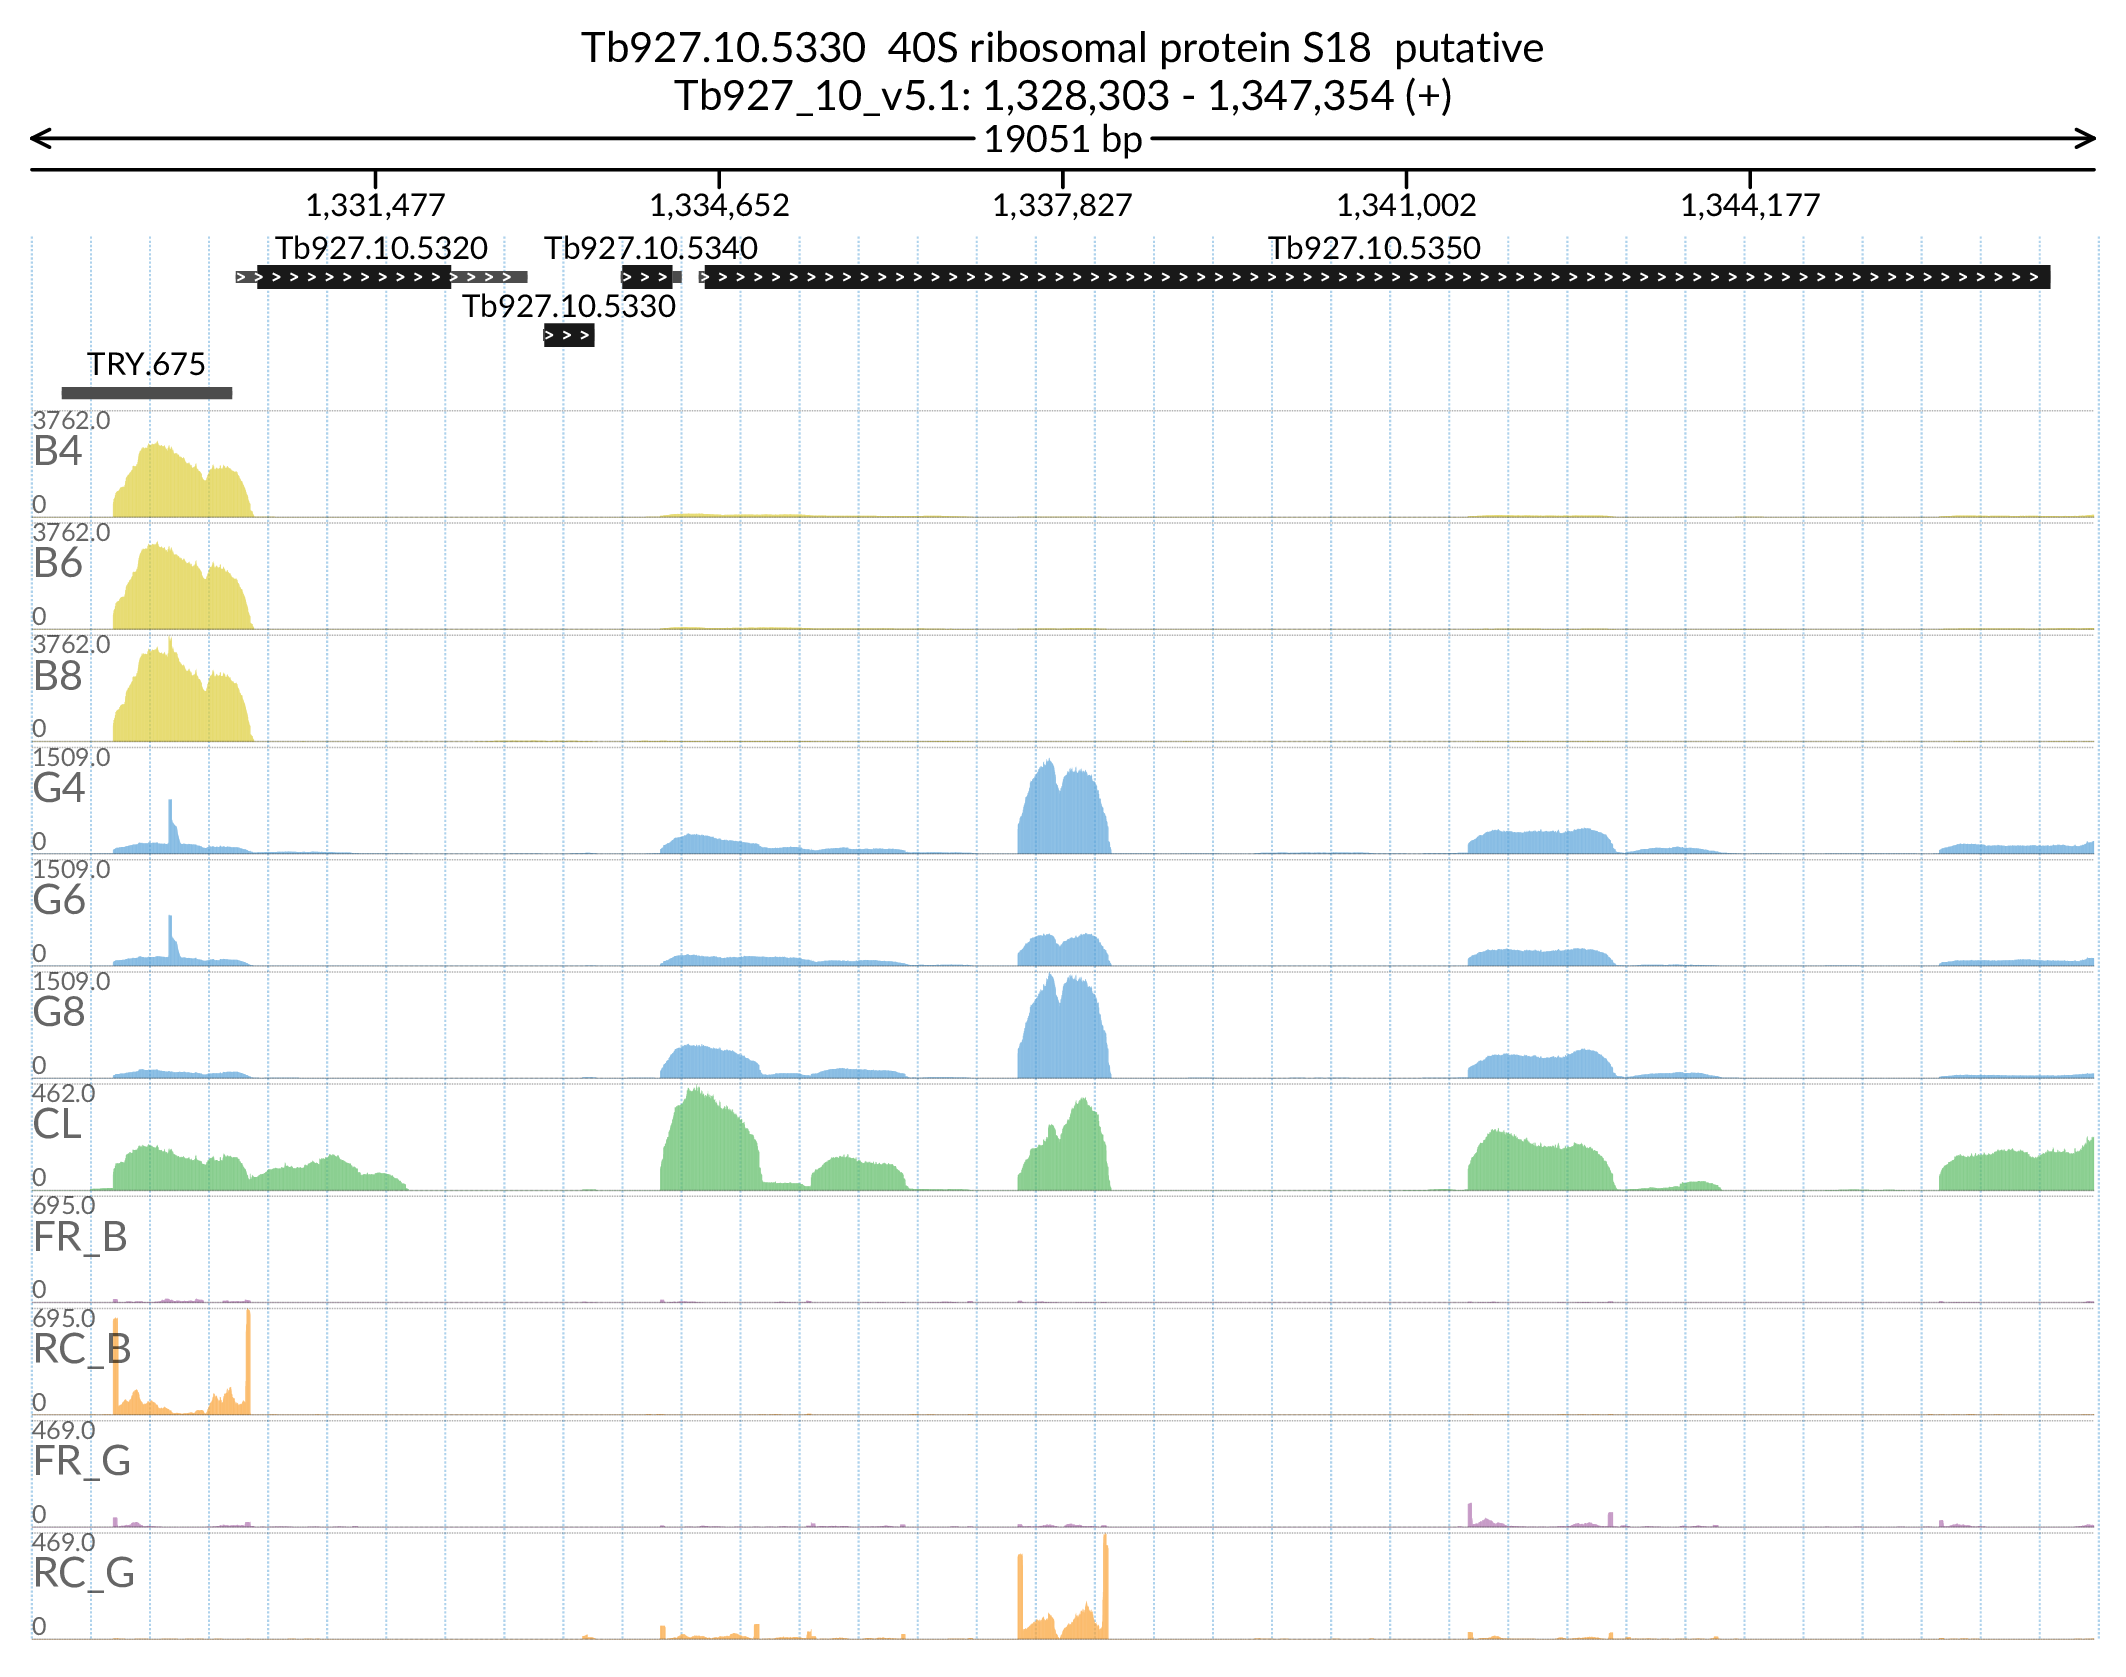 Tb927.10.5330  40S ribosomal protein S18  putative
Tb927_10_v5.1: 1,328,303 - 1,347,354 (+)
19051 bp
1,331,477 1,334,652 1,337,827 1,341,002 1,344,177
Tb927.10.5320 Tb927.10.5340 Tb927.10.5350
Tb927.10.5330
TRY.675
3762.0
B4
0
3762.0
B6
0
3762.0
B8
0
1509.0
G4
0
1509.0
G6
0
1509.0
G8
0
462.0
CL
0
695.0
FR_B
0
695.0
RC_B
0
469.0
FR_G
0
469.0
RC_G
0